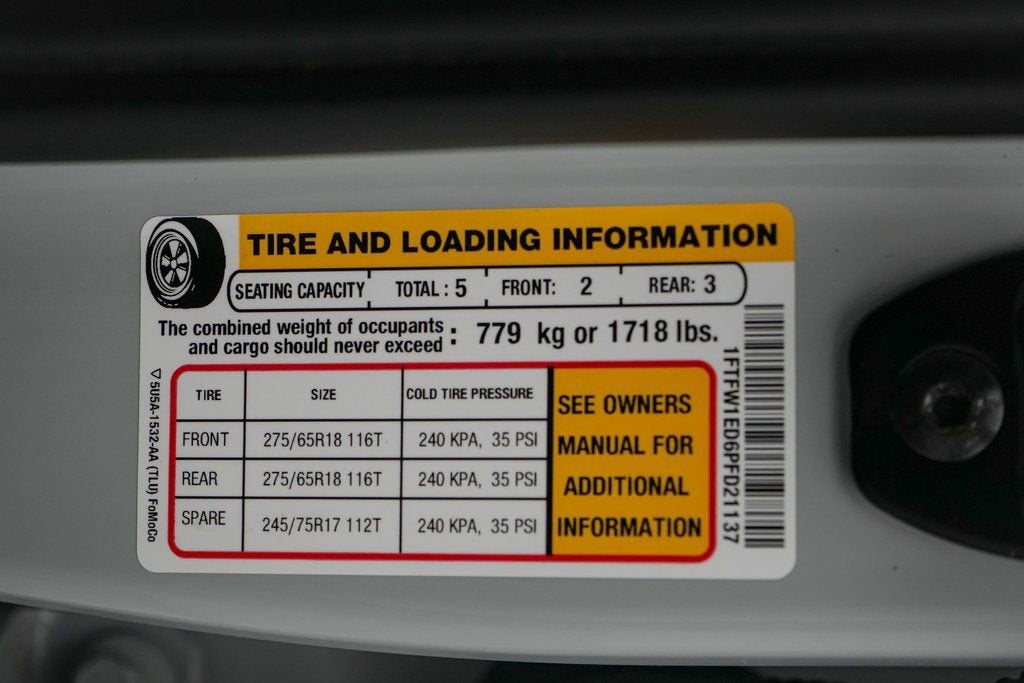 TIRE AND LOADING INFORMATION
SEATING CAPACITY TOTAL : 5 FRONT: 2 REAR: 3
The combined weight of occupants
and cargo should never exceed : 779 kg or 1718 lbs.
TIRE SIZE COLD TIRE PRESSURE
FRONT 275/65R18 116T 240 KPA, 35 PSI
REAR 275/65R18 116T 240 KPA, 35 PSI
SPARE 245/75R17 112T 240 KPA, 35 PSI
SEE OWNERS
MANUAL FOR
ADDITIONAL
INFORMATION
1FTFW1ED6PFD21137
▽ 5U5A-1532-AA (TLU) FoMoCo